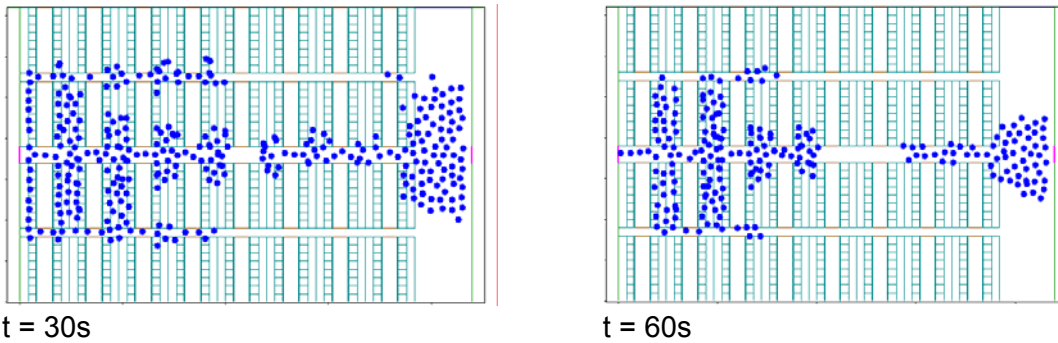 t = 30s
t = 60s